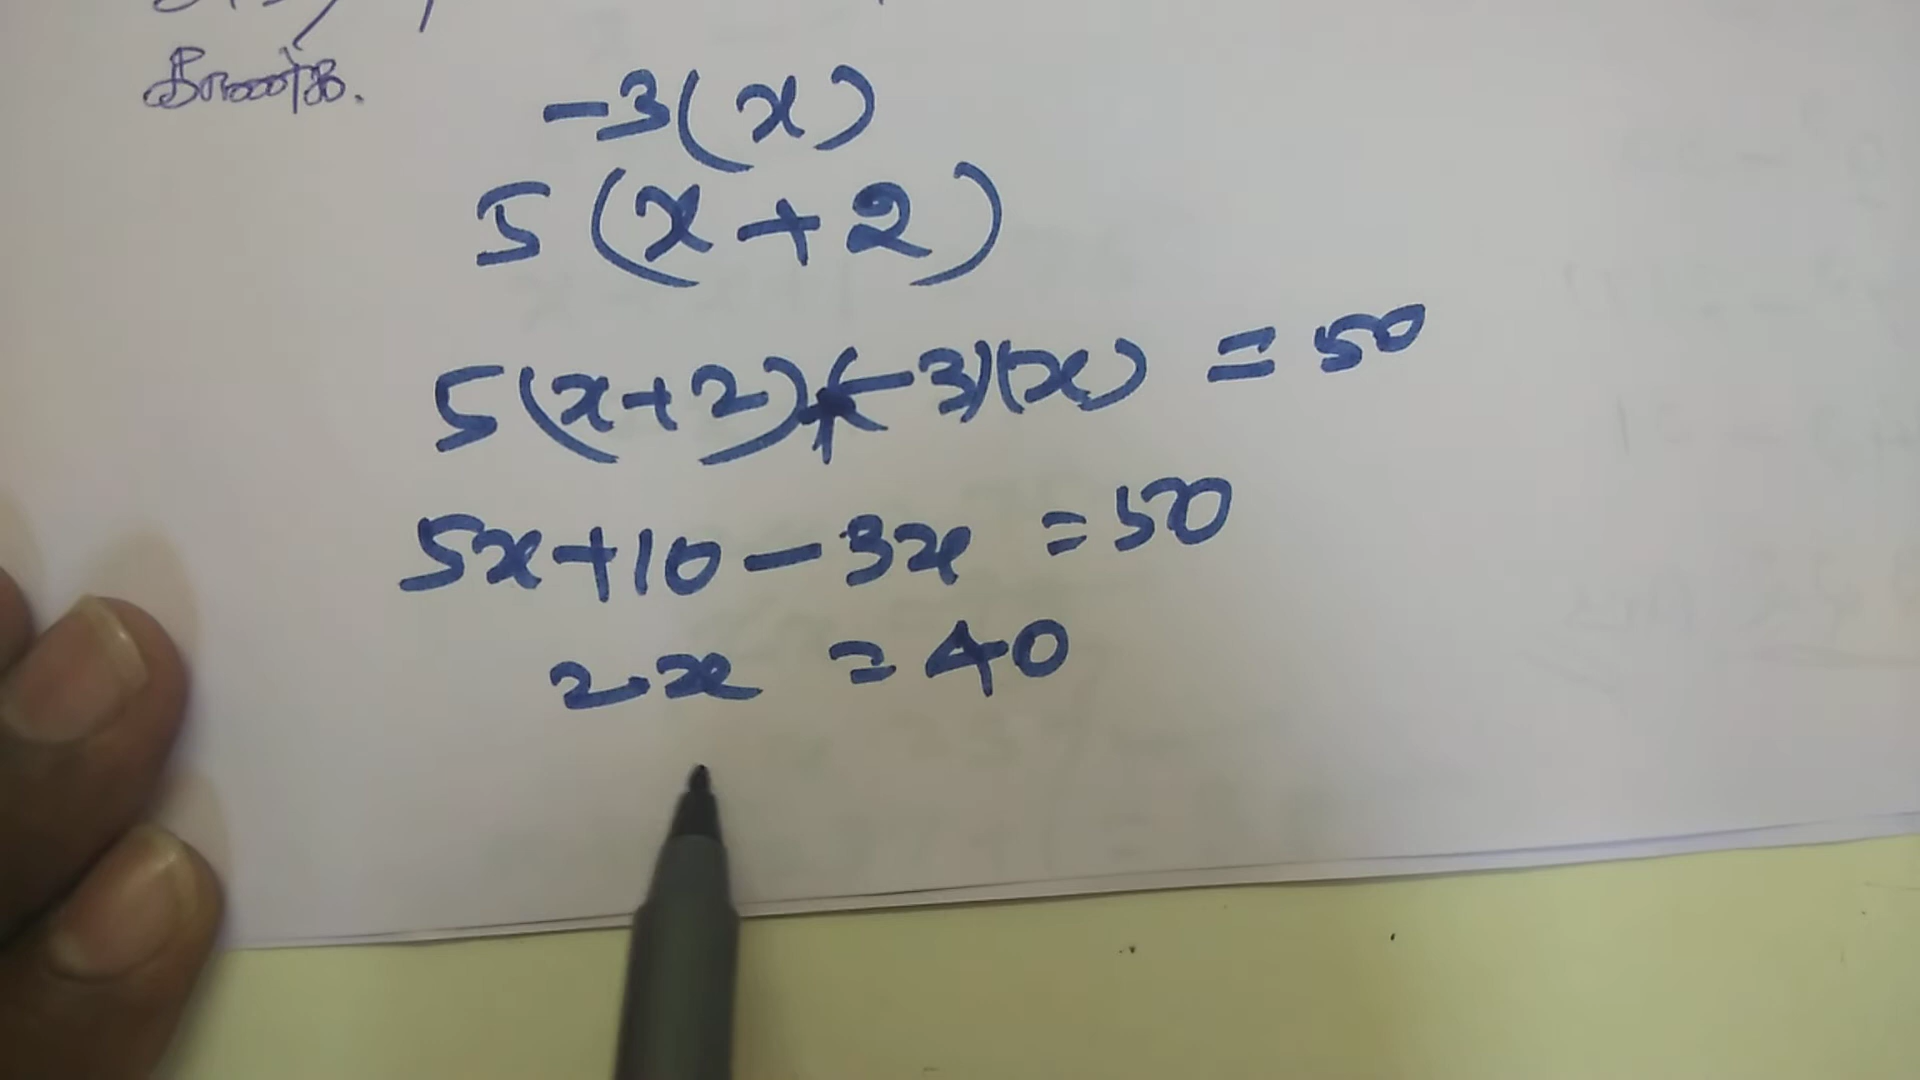 காண்க.
-3(x)
5(x+2)
5(x+2)+(-3)(x) = 50
5x+10-3x = 50
2x = 40